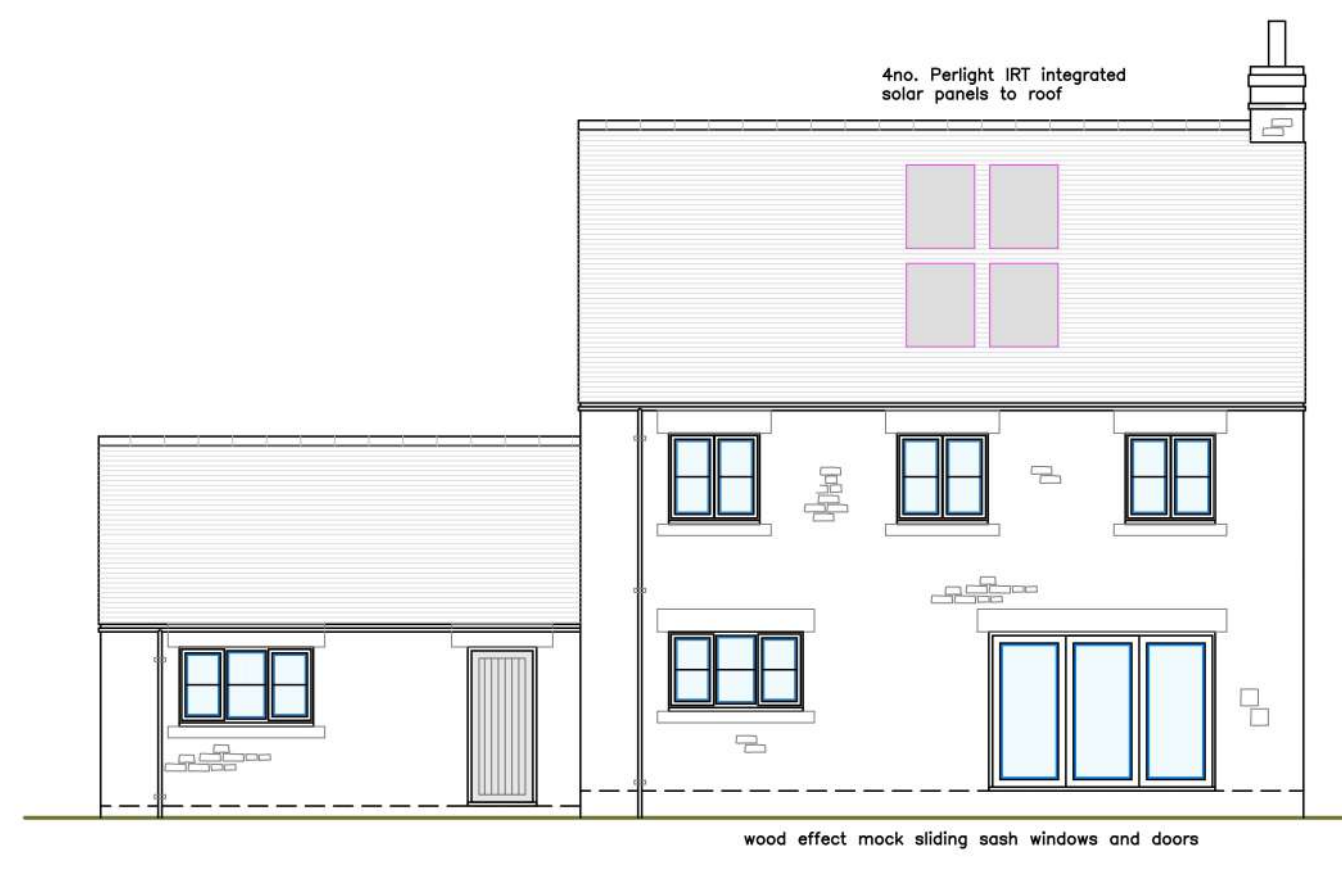 4no. Perlight IRT integrated
solar panels to roof
wood effect mock sliding sash windows and doors